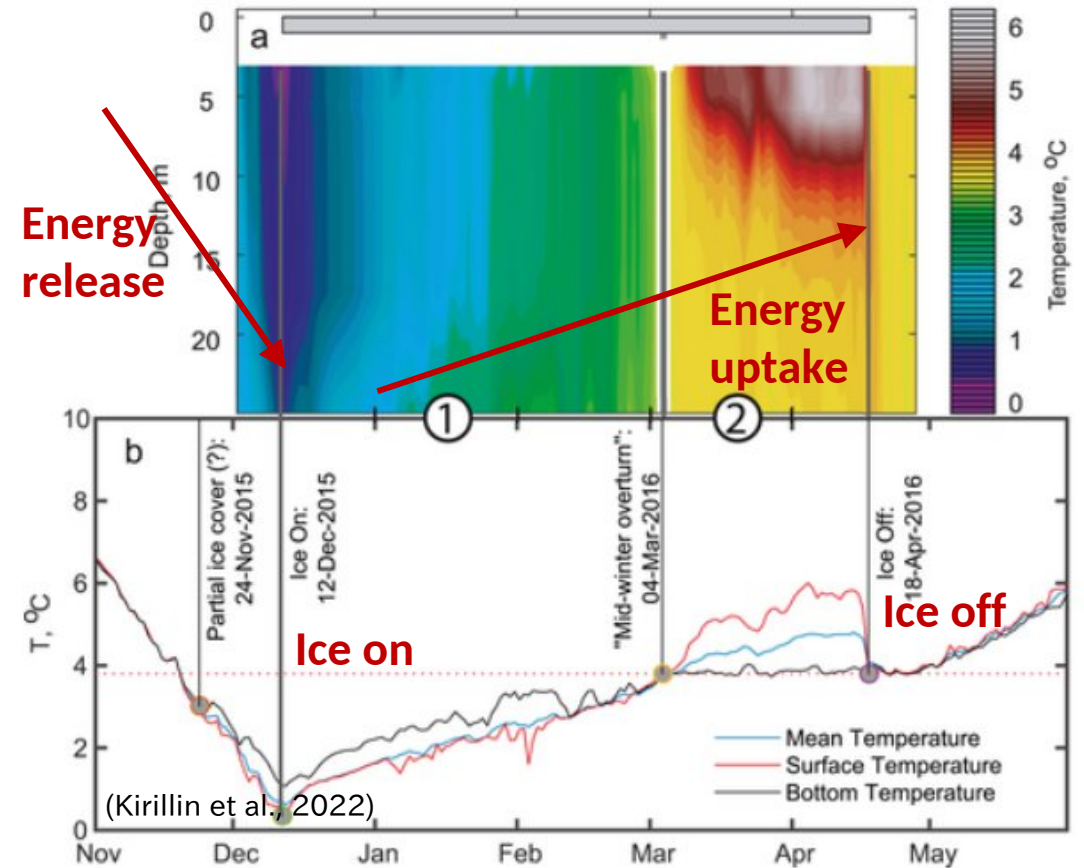 a
0
5
10
15
20
Depth, m
Energy
release
Energy
uptake
6
5
4
3
2
1
0
Temperature, °C
1
2
b
10
8
6
4
2
0
T, °C
Partial ice cover (?):
24-Nov-2015
Ice On:
12-Dec-2015
"Mid-winter overturn":
04-Mar-2016
Ice Off:
18-Apr-2016
Ice on
Ice off
Mean Temperature
Surface Temperature
Bottom Temperature
(Kirillin et al., 2022)
Nov Dec Jan Feb Mar Apr May